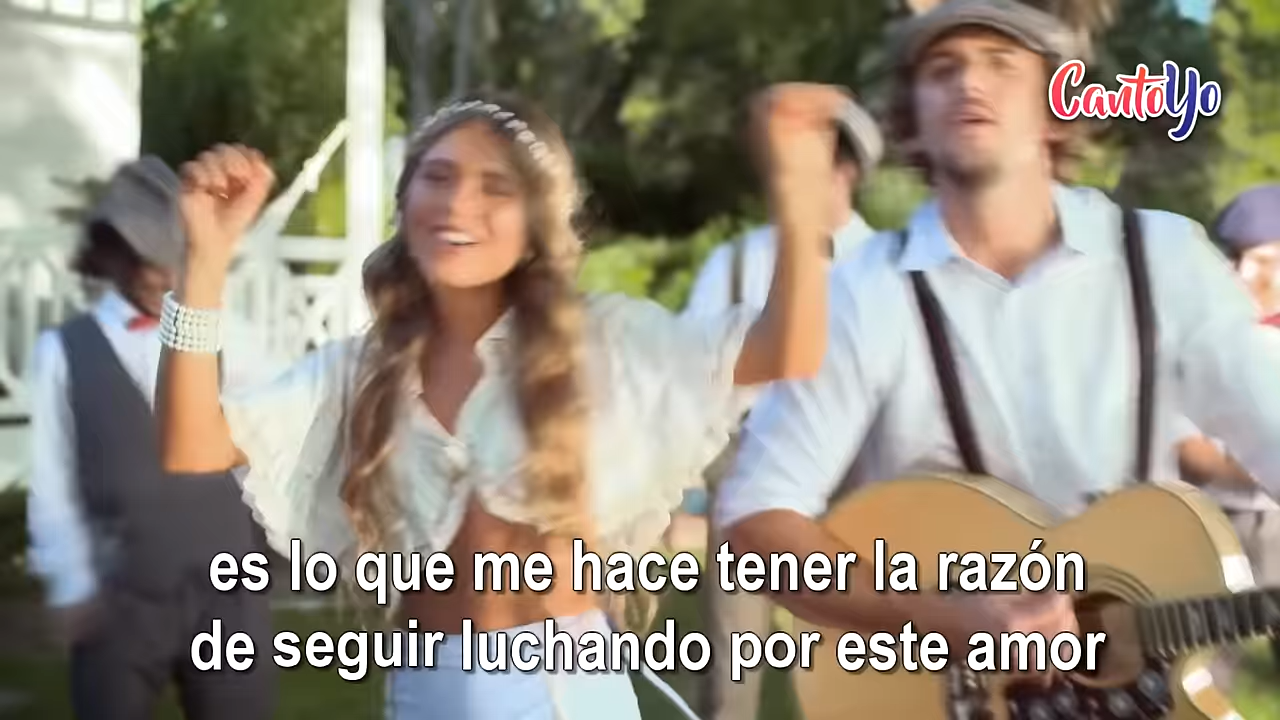 CantoYo
es lo que me hace tener la razón
de seguir luchando por este amor